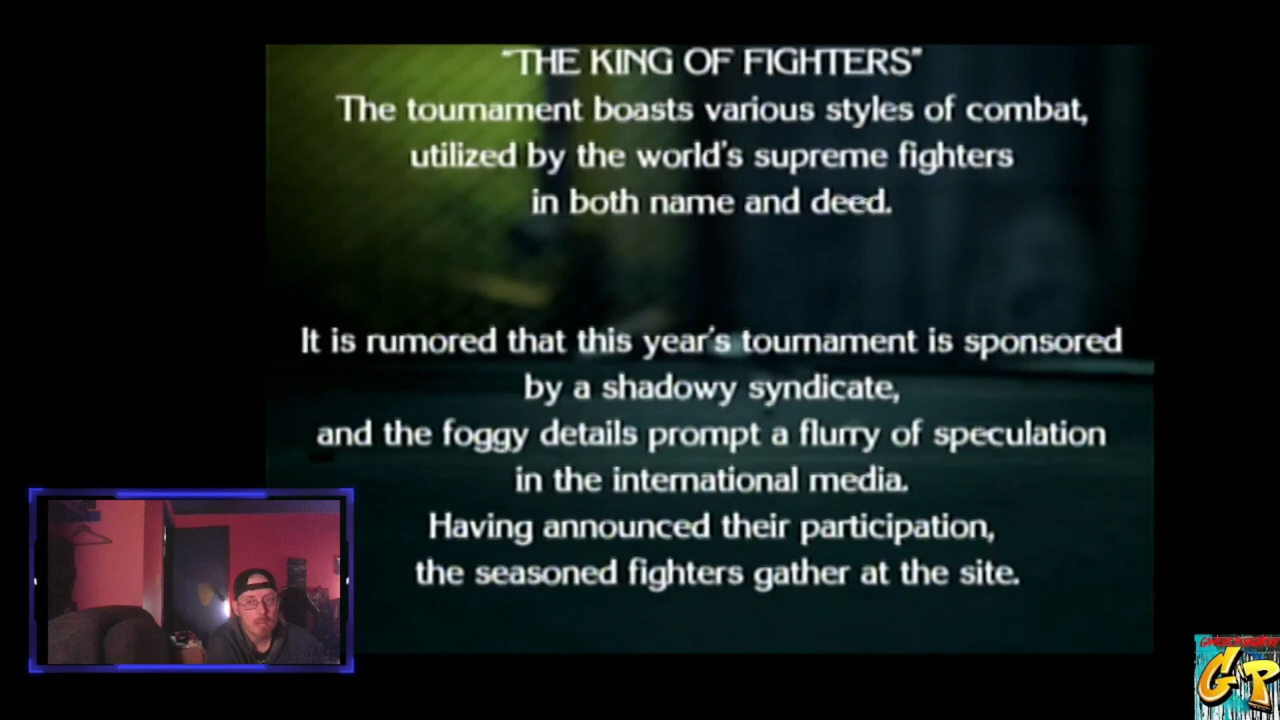 "THE KING OF FIGHTERS"
The tournament boasts various styles of combat,
utilized by the world's supreme fighters
in both name and deed.
It is rumored that this year's tournament is sponsored
by a shadowy syndicate,
and the foggy details prompt a flurry of speculation
in the international media.
Having announced their participation,
the seasoned fighters gather at the site.
GP